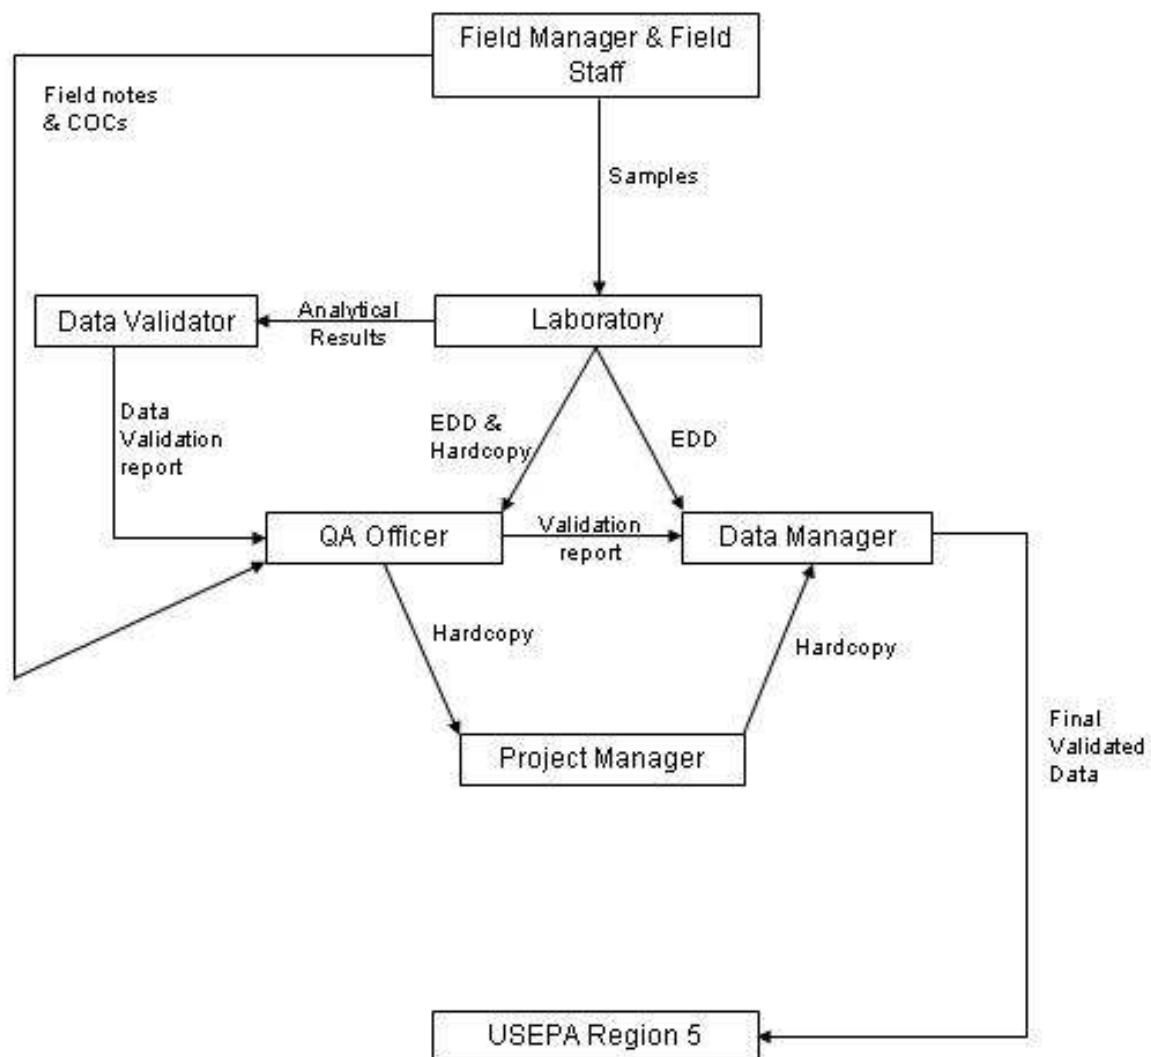 Field Manager & Field
Staff
Field notes
& COCs
Samples
Data Validator
Analytical
Results
Laboratory
Data
Validation
report
EDD &
Hardcopy
EDD
QA Officer
Validation
report
Data Manager
Hardcopy
Hardcopy
Project Manager
Final
Validated
Data
USEPA Region 5